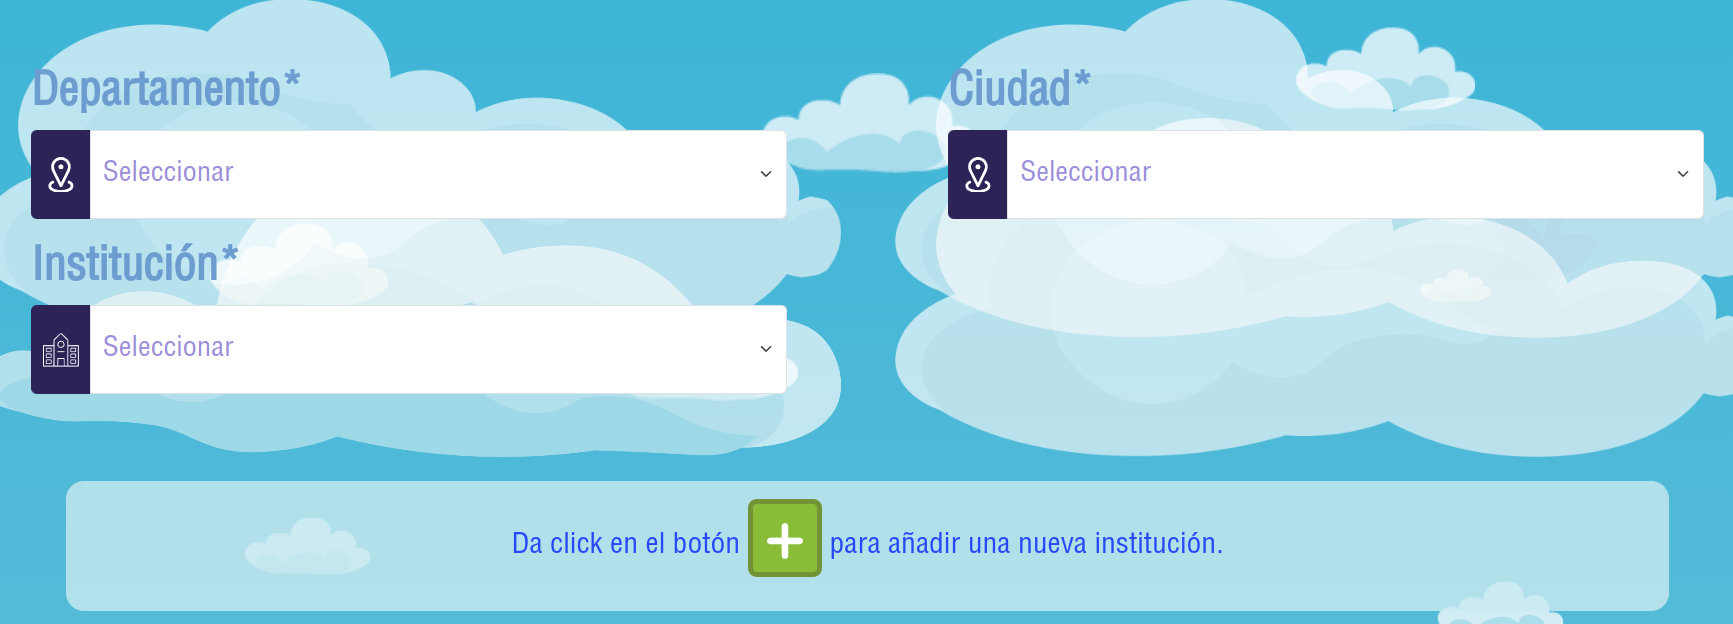 Departamento*
Ciudad*
Seleccionar
Seleccionar
Institución*
Seleccionar
Da click en el botón + para añadir una nueva institución.